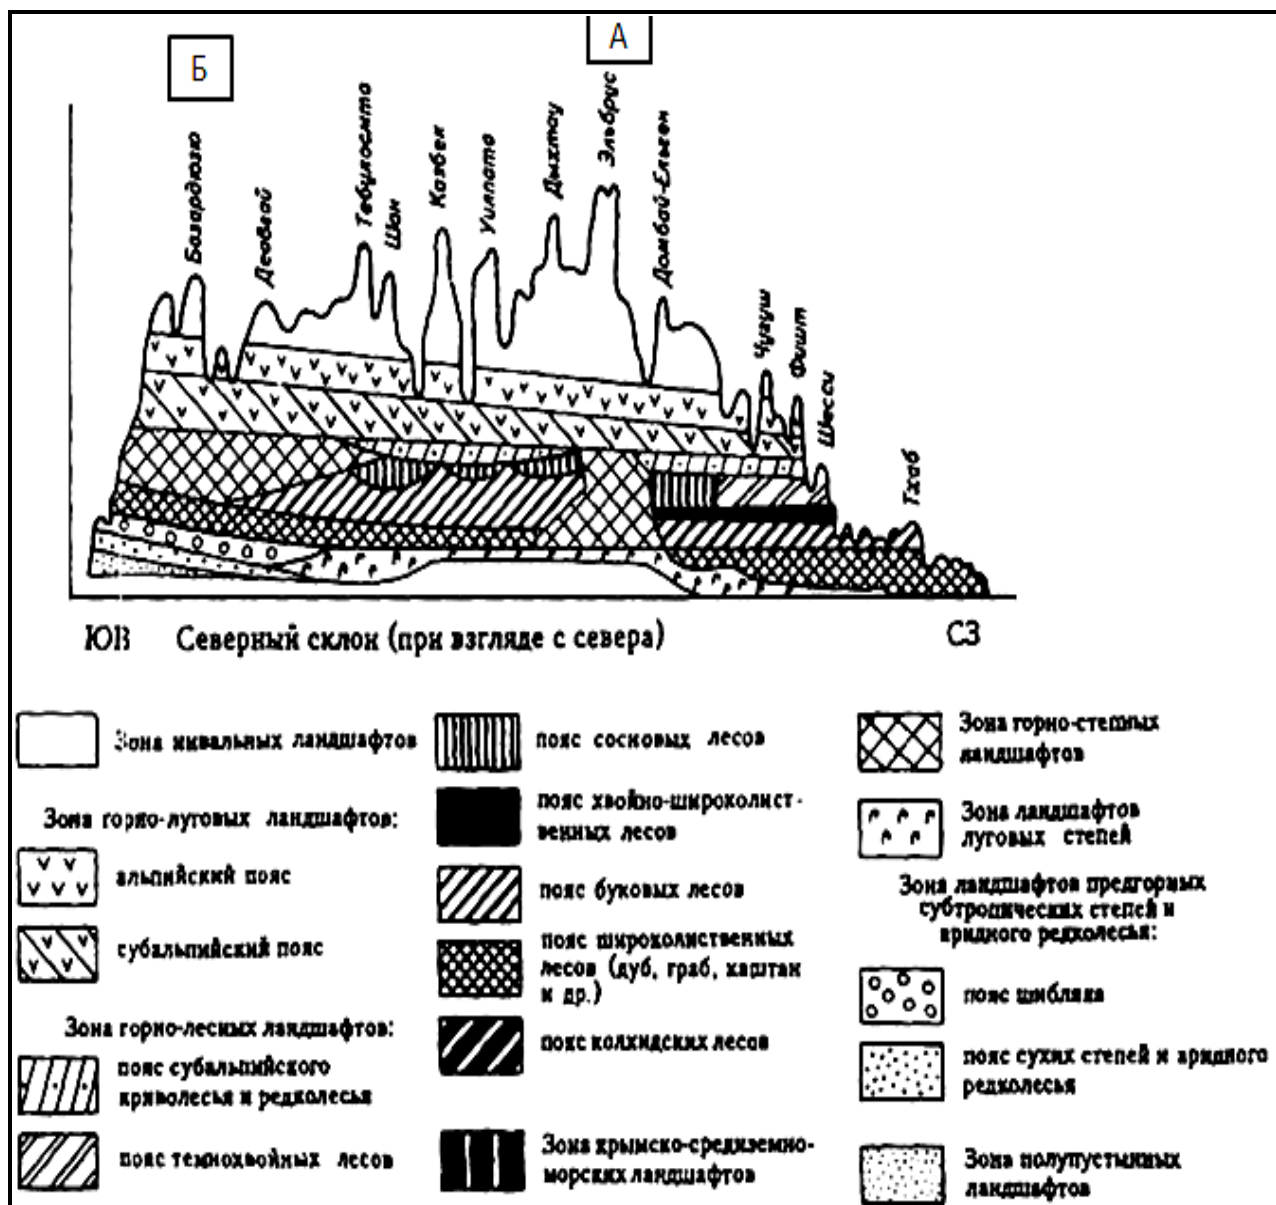 А
Б
Базардюзю
Деавгай
Тебулосмта
Шан
Казбек
Уилпата
Дыхтау
Эльбрус
Домбай-Ельген
Чугуш
Фишт
Шесси
Тхаб
ЮВ Северный склон (при взгляде с севера) СЗ
Зона нивальных ландшафтов
Зона горно-луговых ландшафтов:
альпийский пояс
субальпийский пояс
Зона горно-лесных ландшафтов:
пояс субальпийского
криволесья и редколесья
пояс темнохвойных лесов
пояс сосновых лесов
пояс хвойно-широколист-
венных лесов
пояс буковых лесов
пояс широколиственных
лесов (дуб, граб, каштан
и др.)
пояс колхидских лесов
Зона крымско-средиземно-
морских ландшафтов
Зона горно-степных
ландшафтов
Зона ландшафтов
луговых степей
Зона ландшафтов предгорных
субтропических степей и
аридного редколесья:
пояс шибляка
пояс сухих степей и аридного
редколесья
Зона полупустынных
ландшафтов